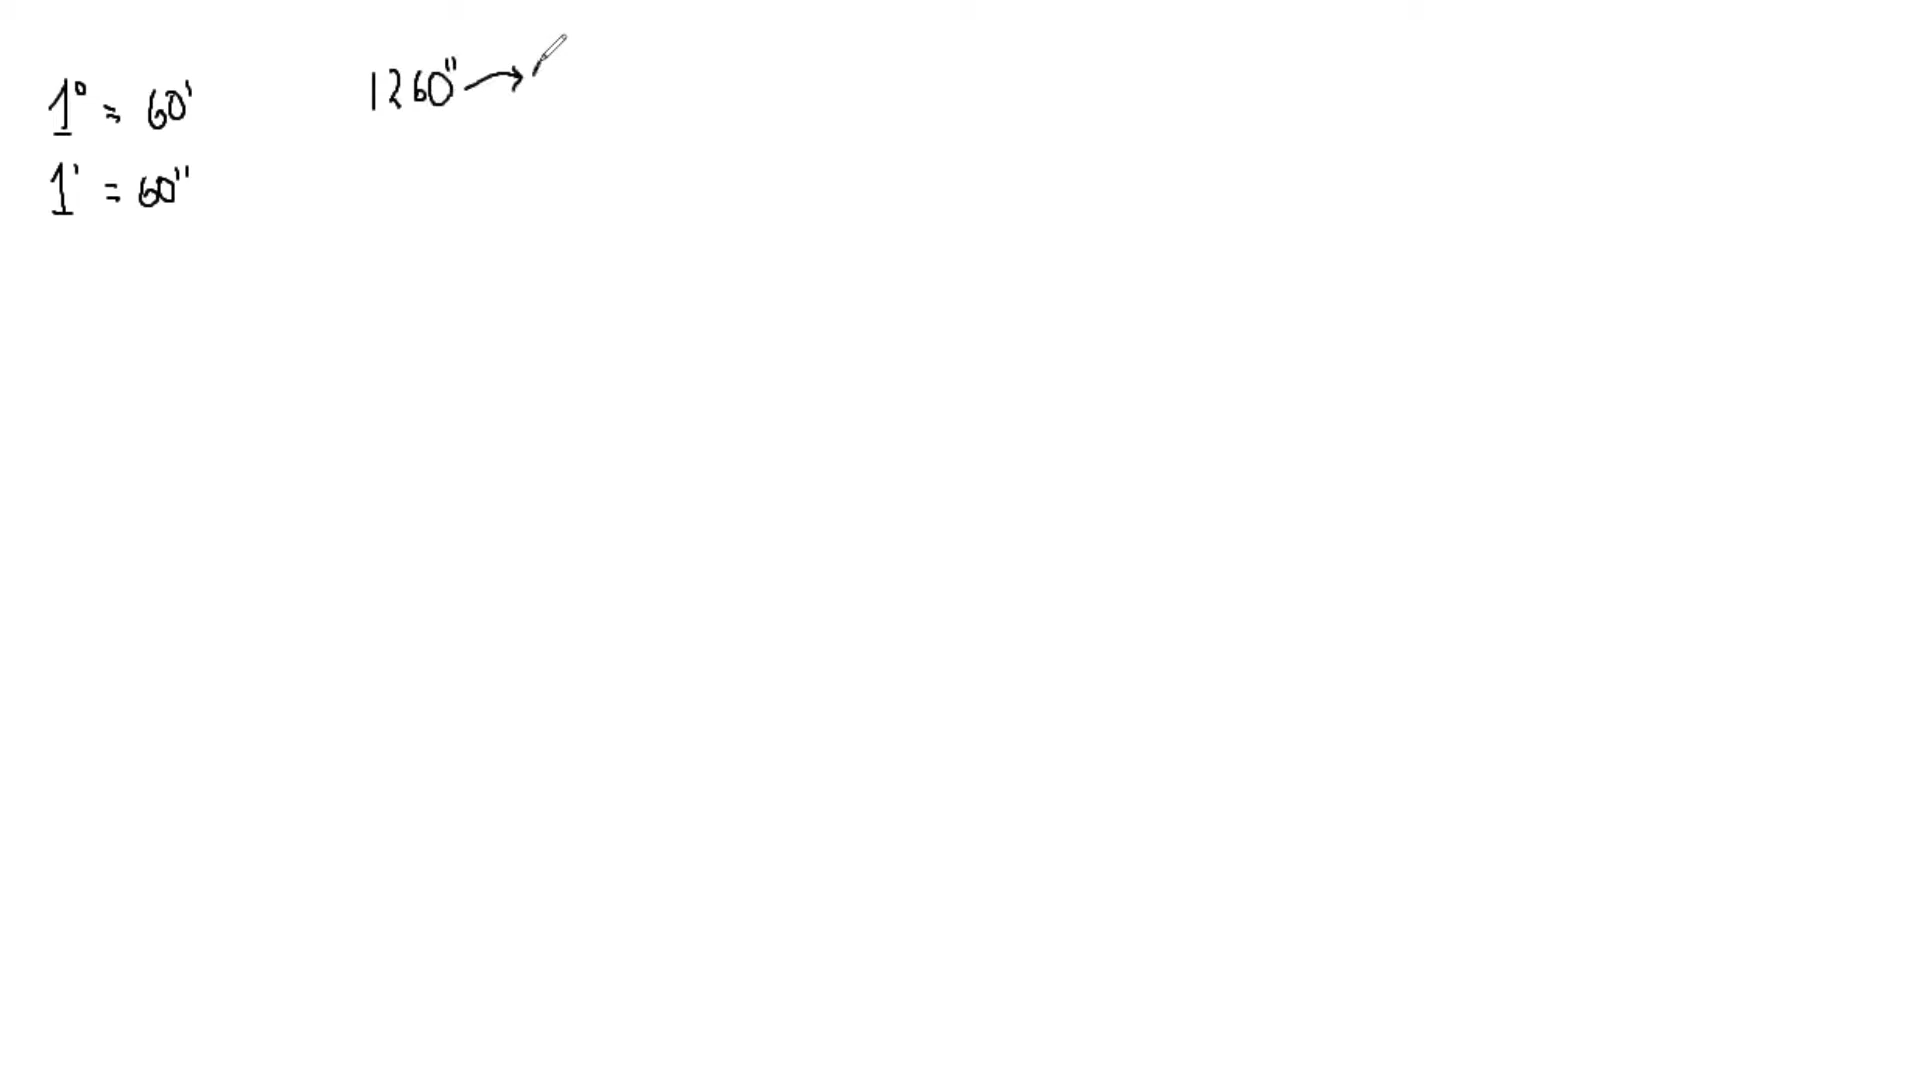 1° = 60'
1' = 60"
1260" →